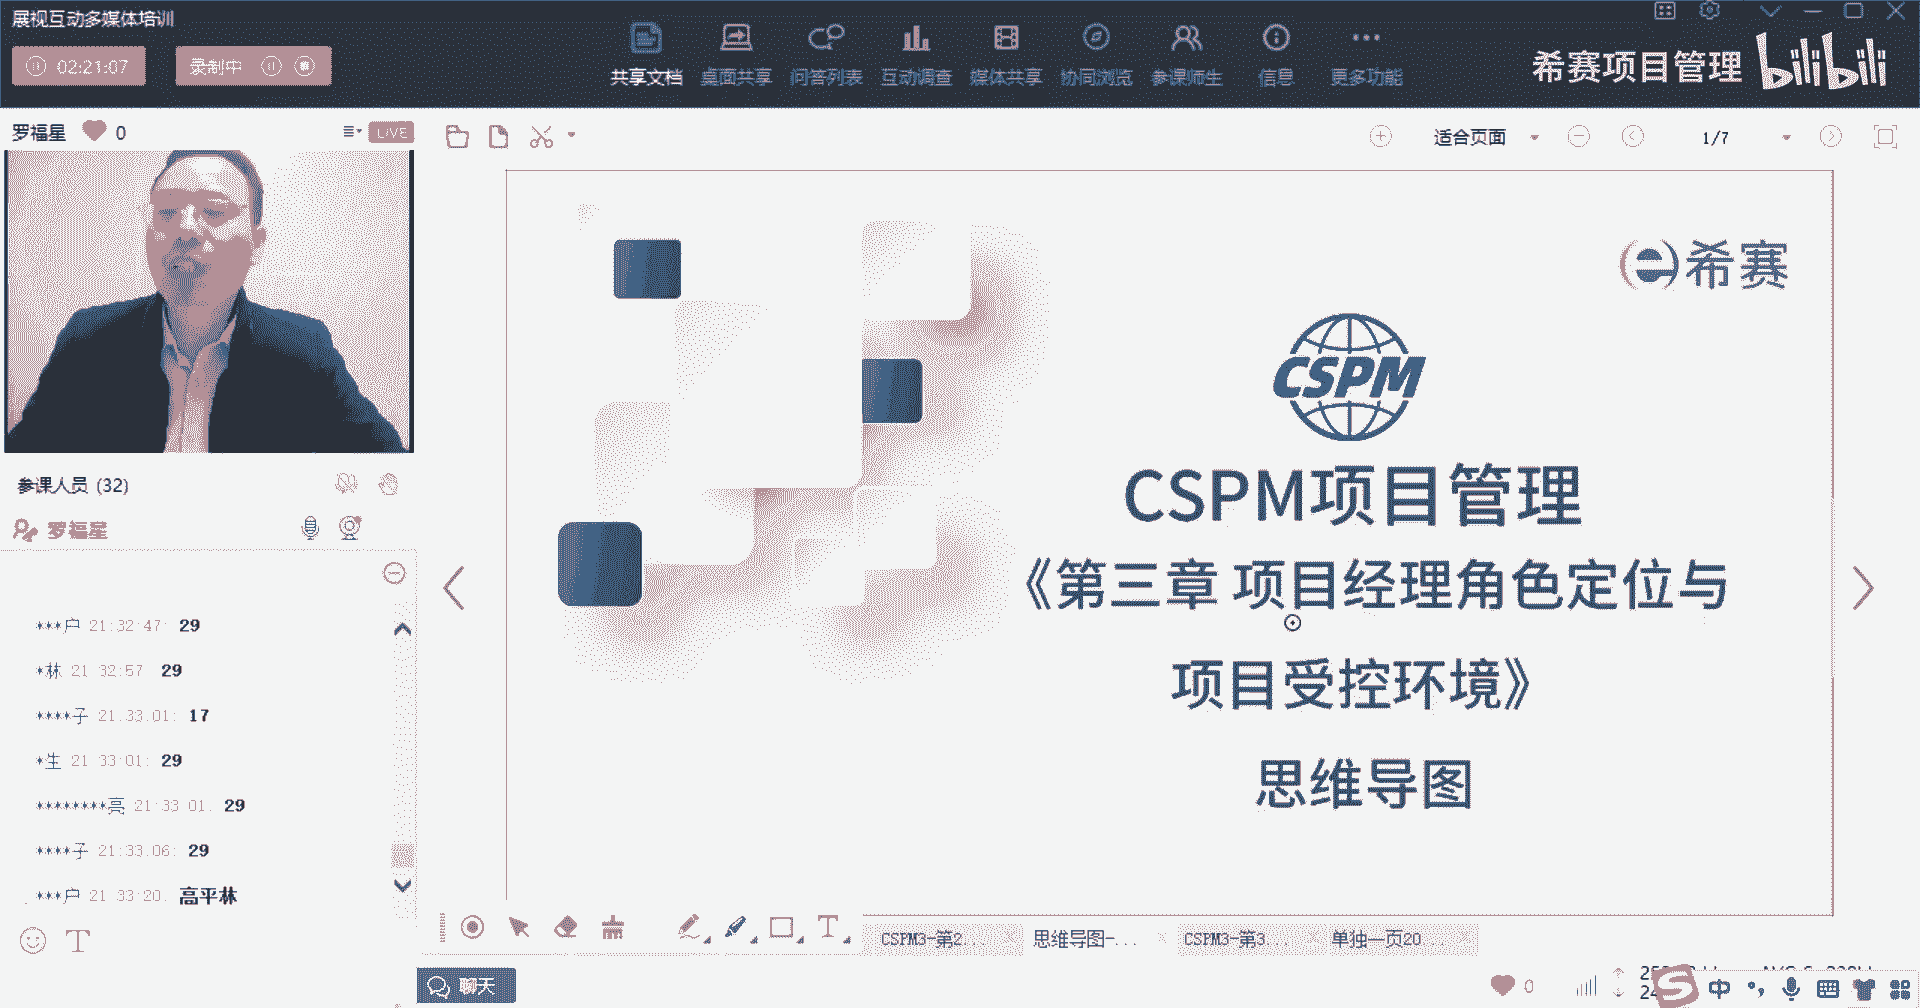 展视互动多媒体培训
02:21:07
录制中
共享文档 桌面共享 问答列表 互动调查 媒体共享 协同浏览 参课师生 信息 更多功能
希赛项目管理 bilibili
罗福星 0 LIVE
适合页面 1/7
希赛
CSPM
CSPM项目管理
《第三章 项目经理角色定位与
项目受控环境》
思维导图
参课人员 (32)
罗福星
***户 21:32:47: 29
*林 21:32:57 29
****子 21:33:01: 17
*生 21:33:01: 29
********亮 21:33:01: 29
****子 21:33:06: 29
***户 21:33:20: 高平林
T
T
CSPM3-第2... 思维导图-... CSPM3-第3... 单独一页20...
聊天
0
S 中